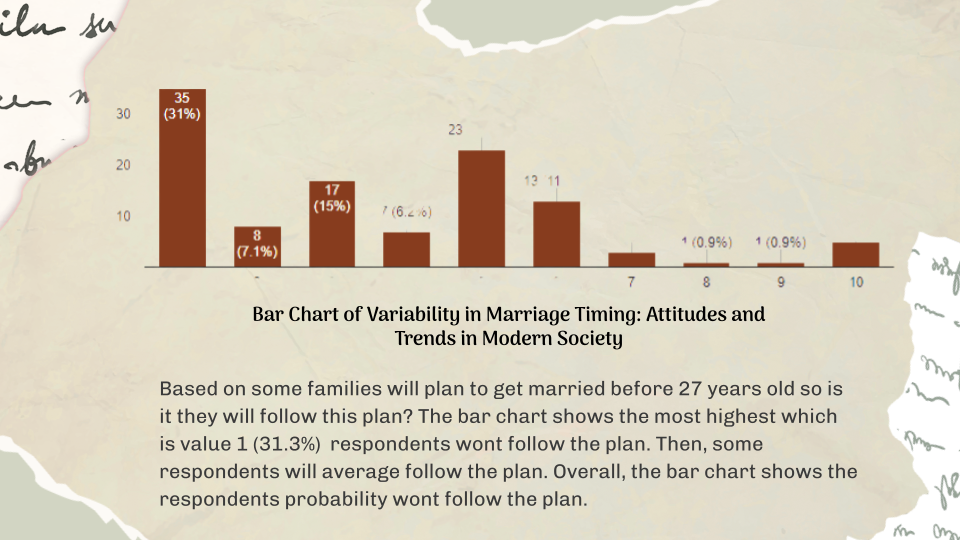 35
(31%)
30
23
20
17
(15%)
13 11
10
7 (6.2%)
8
(7.1%)
1 (0.9%)
1 (0.9%)
7
8
9
10
Bar Chart of Variability in Marriage Timing: Attitudes and
Trends in Modern Society
Based on some families will plan to get married before 27 years old so is
it they will follow this plan? The bar chart shows the most highest which
is value 1 (31.3%) respondents wont follow the plan. Then, some
respondents will average follow the plan. Overall, the bar chart shows the
respondents probability wont follow the plan.